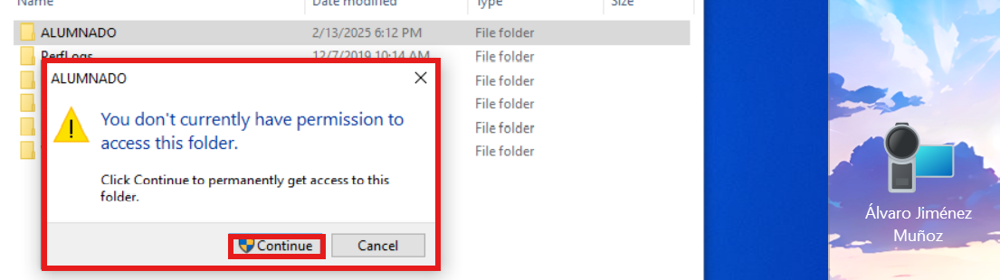 Name Date modified Type Size
ALUMNADO 2/13/2025 6:12 PM File folder
PerfLogs 12/7/2019 10:14 AM File folder
File folder
File folder
File folder
File folder
ALUMNADO
You don't currently have permission to
access this folder.
Click Continue to permanently get access to this
folder.
Continue Cancel
Álvaro Jiménez
Muñoz